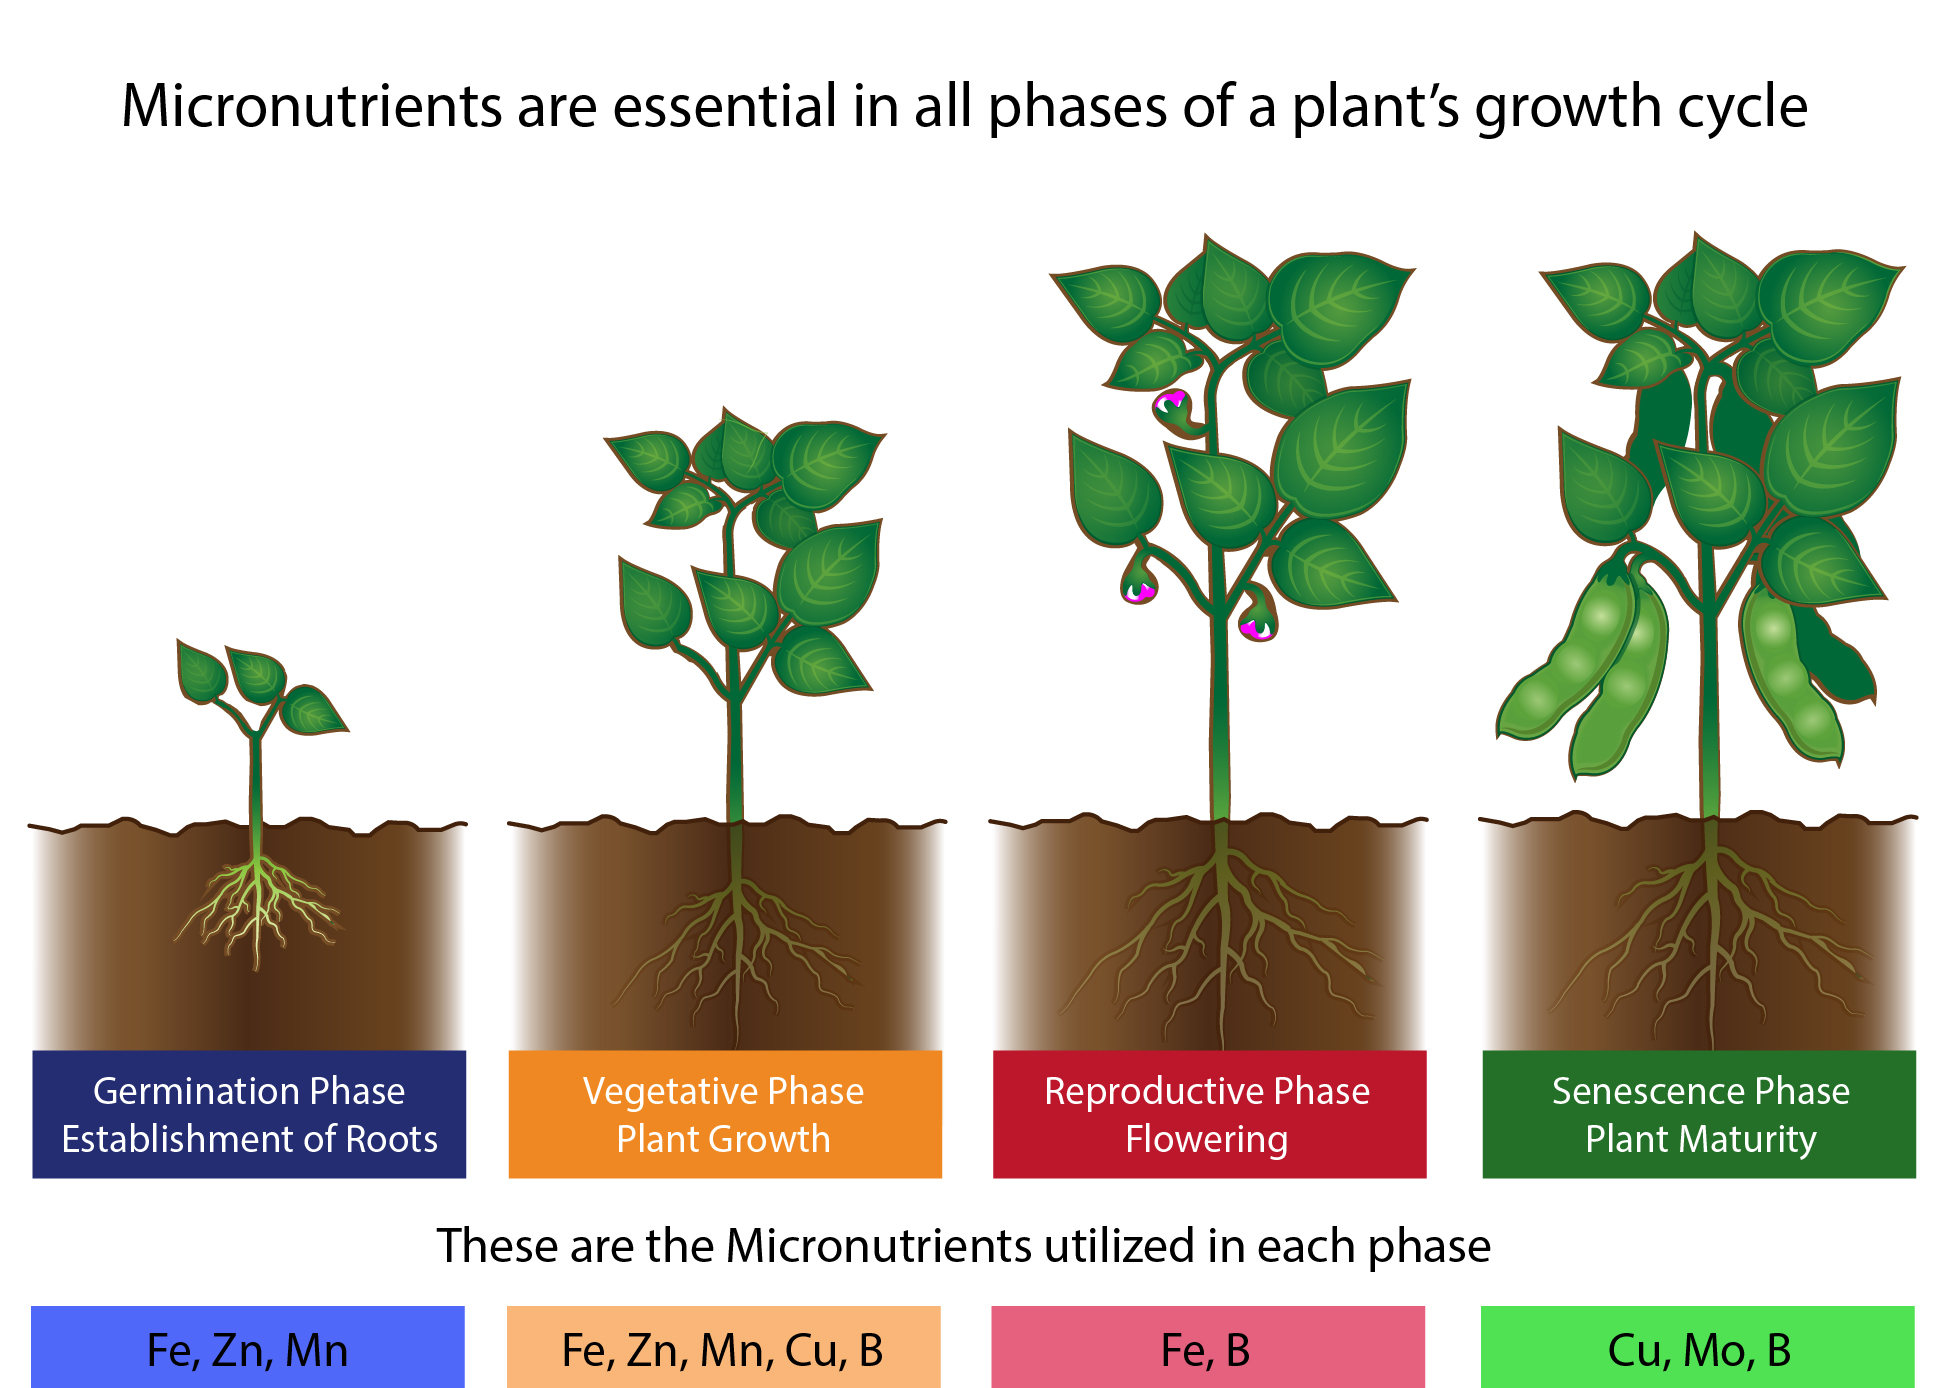 Micronutrients are essential in all phases of a plant’s growth cycle
Germination Phase
Establishment of Roots
Vegetative Phase
Plant Growth
Reproductive Phase
Flowering
Senescence Phase
Plant Maturity
These are the Micronutrients utilized in each phase
Fe, Zn, Mn
Fe, Zn, Mn, Cu, B
Fe, B
Cu, Mo, B